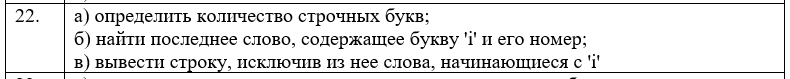 22. а) определить количество строчных букв;
б) найти последнее слово, содержащее букву 'i' и его номер;
в) вывести строку, исключив из нее слова, начинающиеся с 'i'